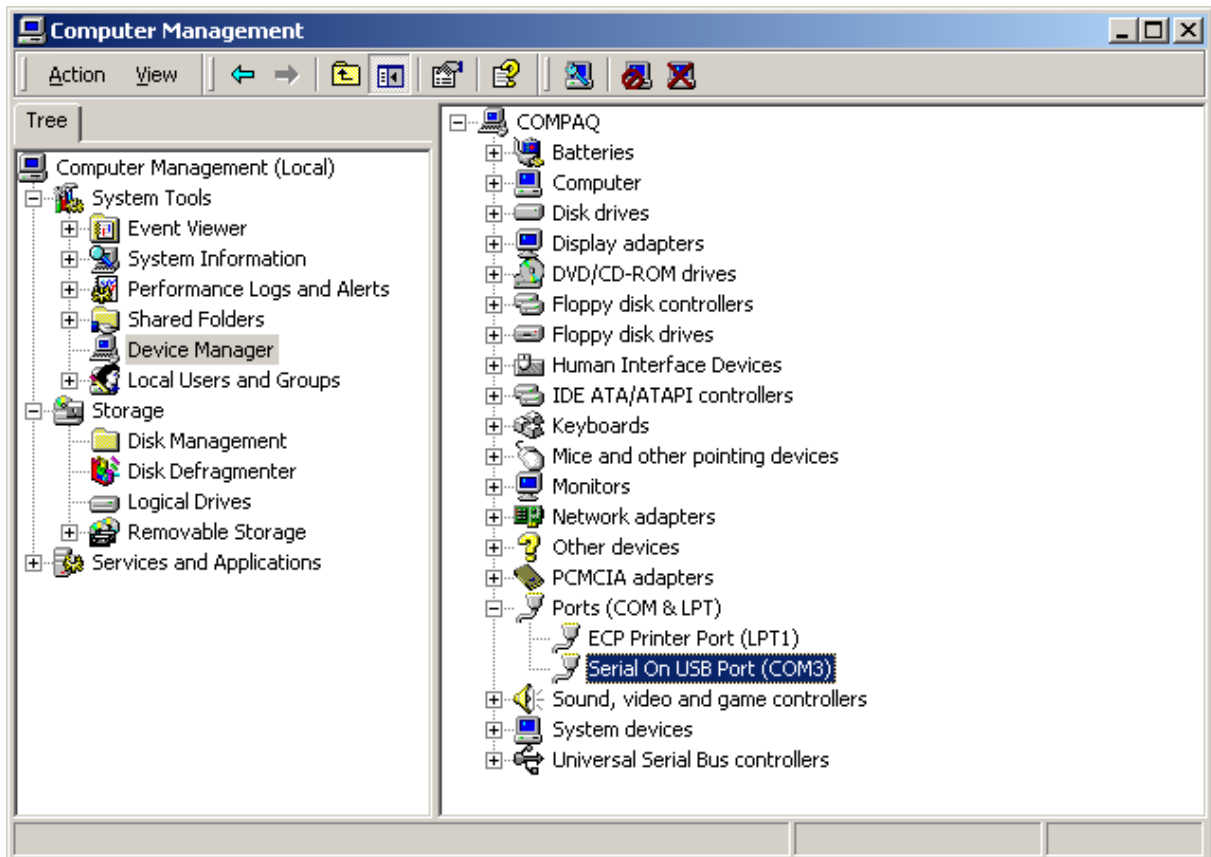 Computer Management
Action View
Tree
Computer Management (Local)
System Tools
Event Viewer
System Information
Performance Logs and Alerts
Shared Folders
Device Manager
Local Users and Groups
Storage
Disk Management
Disk Defragmenter
Logical Drives
Removable Storage
Services and Applications
COMPAQ
Batteries
Computer
Disk drives
Display adapters
DVD/CD-ROM drives
Floppy disk controllers
Floppy disk drives
Human Interface Devices
IDE ATA/ATAPI controllers
Keyboards
Mice and other pointing devices
Monitors
Network adapters
Other devices
PCMCIA adapters
Ports (COM & LPT)
ECP Printer Port (LPT1)
Serial On USB Port (COM3)
Sound, video and game controllers
System devices
Universal Serial Bus controllers